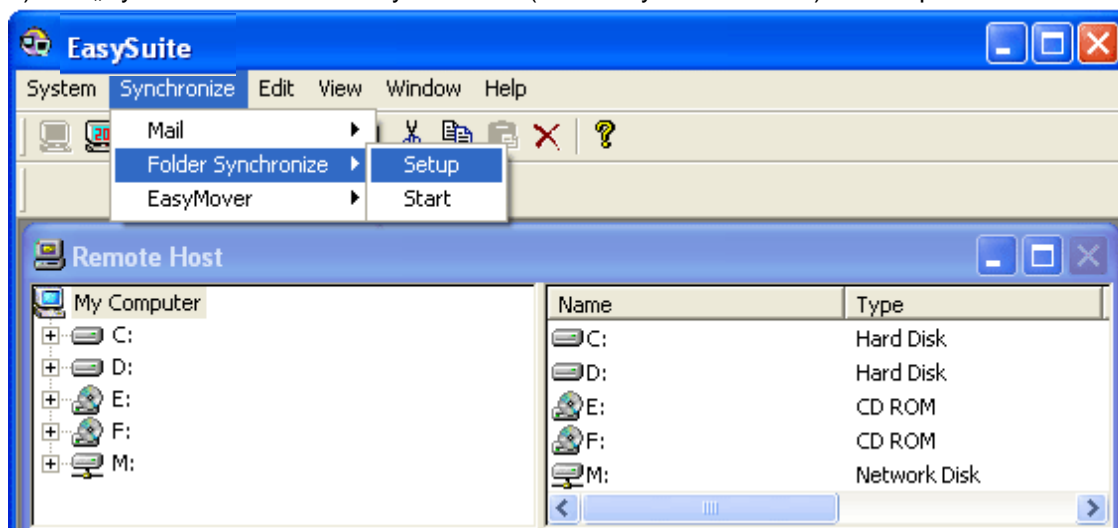 EasySuite
System Synchronize Edit View Window Help
Mail
Folder Synchronize Setup
EasyMover Start
Remote Host
My Computer Name Type
C: C: Hard Disk
D: D: Hard Disk
E: E: CD ROM
F: F: CD ROM
M: M: Network Disk